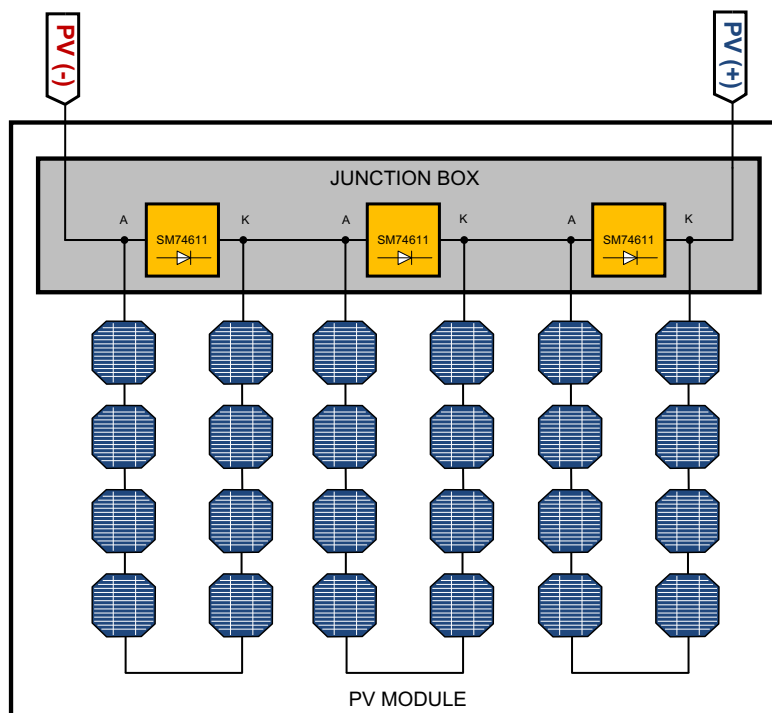 PV (-)
PV (+)
JUNCTION BOX
A
K
A
K
A
K
SM74611
SM74611
SM74611
PV MODULE